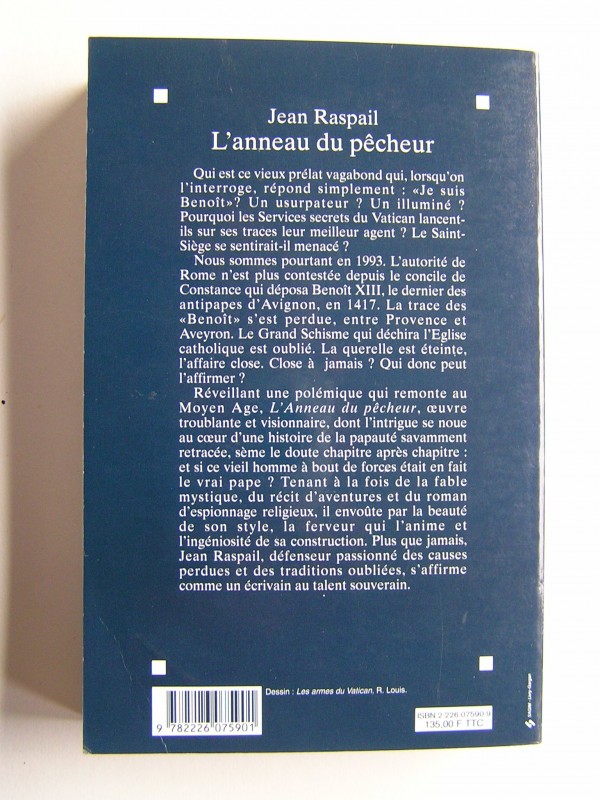 Jean Raspail
L'anneau du pêcheur
Qui est ce vieux prélat vagabond qui, lorsqu'on
l'interroge, répond simplement : «Je suis
Benoît»? Un usurpateur ? Un illuminé ?
Pourquoi les Services secrets du Vatican lancent-
ils sur ses traces leur meilleur agent ? Le Saint-
Siège se sentirait-il menacé ?
Nous sommes pourtant en 1993. L'autorité de
Rome n'est plus contestée depuis le concile de
Constance qui déposa Benoît XIII, le dernier des
antipapes d'Avignon, en 1417. La trace des
«Benoît» s'est perdue, entre Provence et
Aveyron. Le Grand Schisme qui déchira l'Eglise
catholique est oublié. La querelle est éteinte,
l'affaire close. Close à jamais ? Qui donc peut
l'affirmer ?
Réveillant une polémique qui remonte au
Moyen Age, L'Anneau du pêcheur, œuvre
troublante et visionnaire, dont l'intrigue se noue
au cœur d'une histoire de la papauté savamment
retracée, sème le doute chapitre après chapitre :
et si ce vieil homme à bout de forces était en fait
le vrai pape ? Tenant à la fois de la fable
mystique, du récit d'aventures et du roman
d'espionnage religieux, il envoûte par la beauté
de son style, la ferveur qui l'anime et
l'ingéniosité de sa construction. Plus que jamais,
Jean Raspail, défenseur passionné des causes
perdues et des traditions oubliées, s'affirme
comme un écrivain au talent souverain.
Dessin : Les armes du Vatican, R. Louis.
9 782226 075901
ISBN 2-226-07590-9
135,00 F TTC